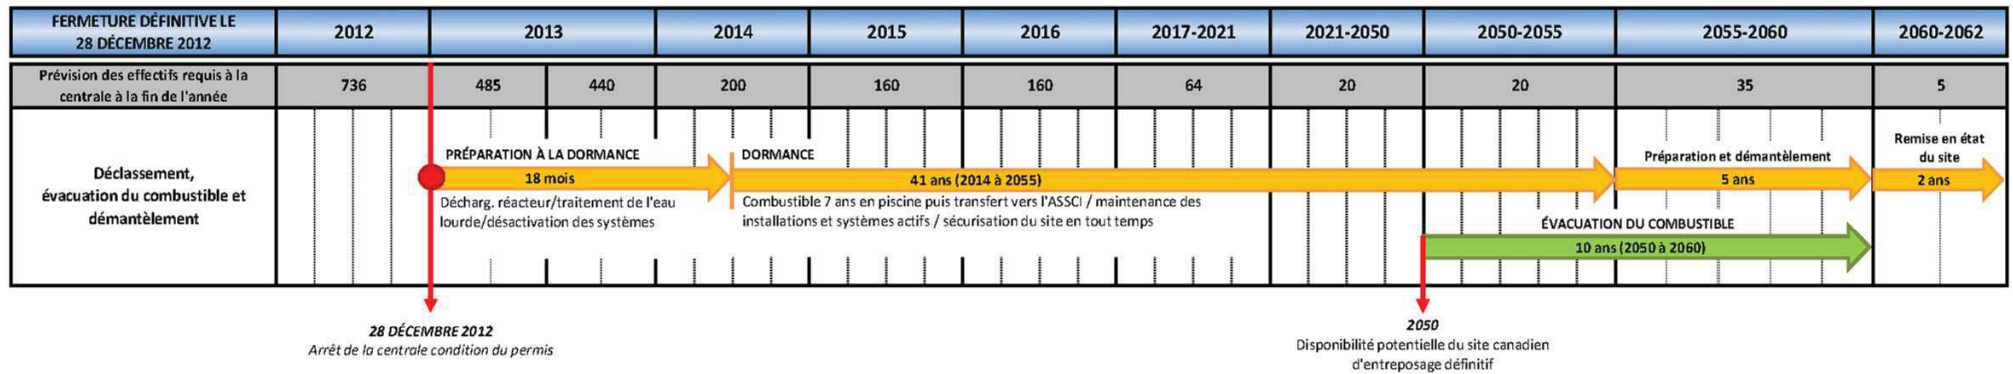 FERMETURE DÉFINITIVE LE
28 DÉCEMBRE 2012
2012
2013
2014
2015
2016
2017-2021
2021-2050
2050-2055
2055-2060
2060-2062
Prévision des effectifs requis à la
centrale à la fin de l'année
736
485
440
200
160
160
64
20
20
35
5
Déclassement,
évacuation du combustible et
démantèlement
PRÉPARATION À LA DORMANCE
18 mois
Décharg. réacteur/traitement de l'eau
lourde/désactivation des systèmes
DORMANCE
41 ans (2014 à 2055)
Combustible 7 ans en piscine puis transfert vers l'ASSCI / maintenance des
installations et systèmes actifs / sécurisation du site en tout temps
Préparation et démantèlement
5 ans
Remise en état
du site
2 ans
ÉVACUATION DU COMBUSTIBLE
10 ans (2050 à 2060)
28 DÉCEMBRE 2012
Arrêt de la centrale condition du permis
2050
Disponibilité potentielle du site canadien
d'entreposage définitif